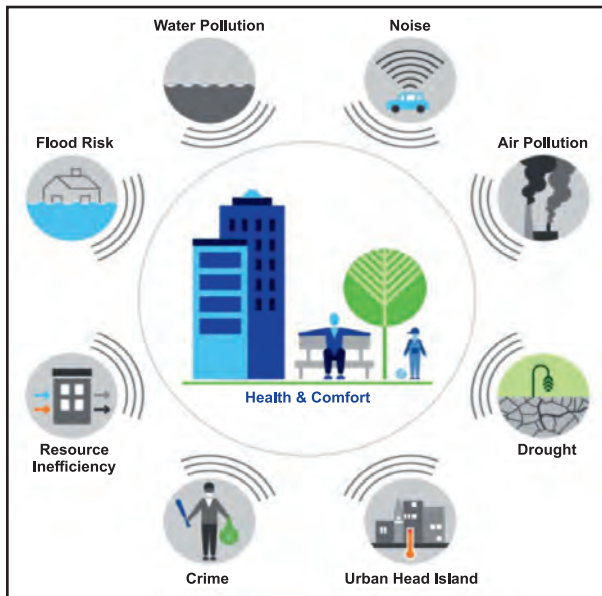 Water Pollution
Noise
Flood Risk
Air Pollution
Health & Comfort
Resource
Inefficiency
Drought
Crime
Urban Head Island